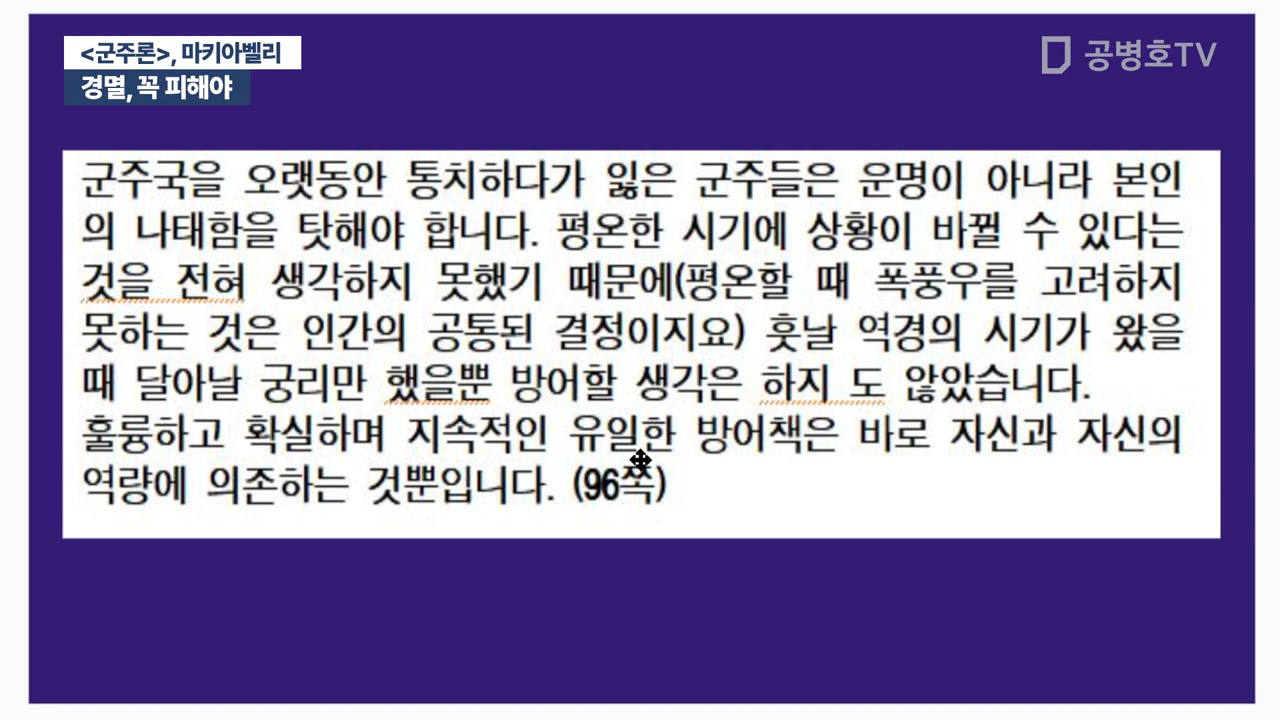 <군주론>, 마키아벨리
경멸, 꼭 피해야
공병호TV
군주국을 오랫동안 통치하다가 잃은 군주들은 운명이 아니라 본인
의 나태함을 탓해야 합니다. 평온한 시기에 상황이 바뀔 수 있다는
것을 전혀 생각하지 못했기 때문에(평온할 때 폭풍우를 고려하지
못하는 것은 인간의 공통된 결정이지요) 훗날 역경의 시기가 왔을
때 달아날 궁리만 했을뿐 방어할 생각은 하지 도 않았습니다.
훌륭하고 확실하며 지속적인 유일한 방어책은 바로 자신과 자신의
역량에 의존하는 것뿐입니다. (96쪽)